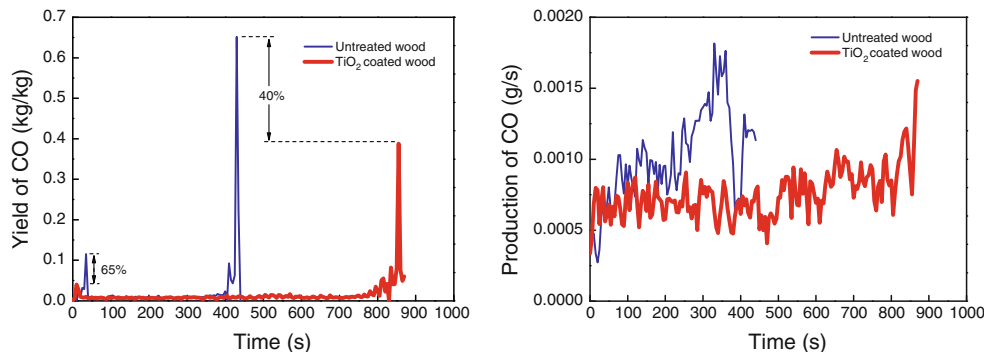 Yield of CO (kg/kg)
0.7
0.6
0.5
0.4
0.3
0.2
0.1
0.0
0 100 200 300 400 500 600 700 800 900 1000
Time (s)
Untreated wood
TiO2 coated wood
40%
65%
Production of CO (g/s)
0.0020
0.0015
0.0010
0.0005
0.0000
0 100 200 300 400 500 600 700 800 900 1000
Time (s)
Untreated wood
TiO2 coated wood